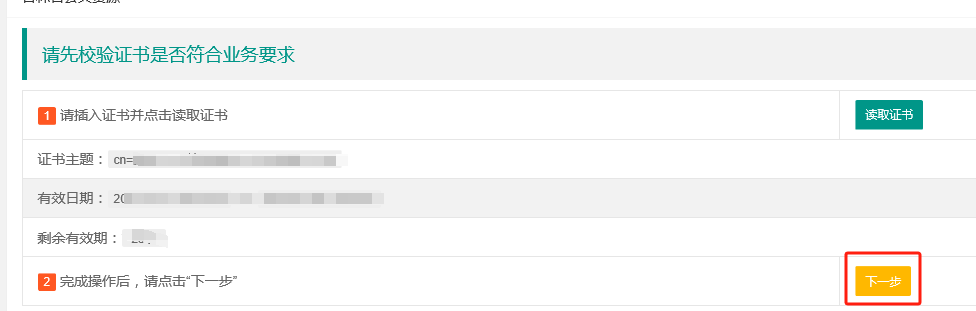 请先校验证书是否符合业务要求
1 请插入证书并点击读取证书 读取证书
证书主题： cn=
有效日期： 20
剩余有效期：
2 完成操作后，请点击“下一步” 下一步